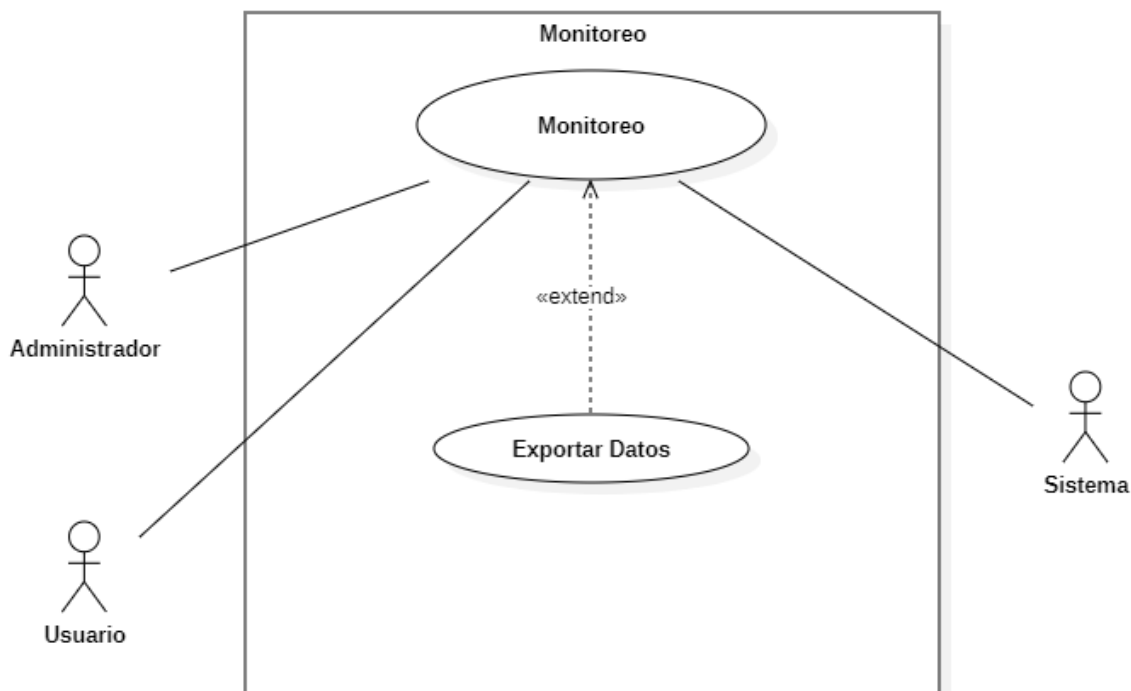 Monitoreo
Monitoreo
Administrador
«extend»
Exportar Datos
Sistema
Usuario